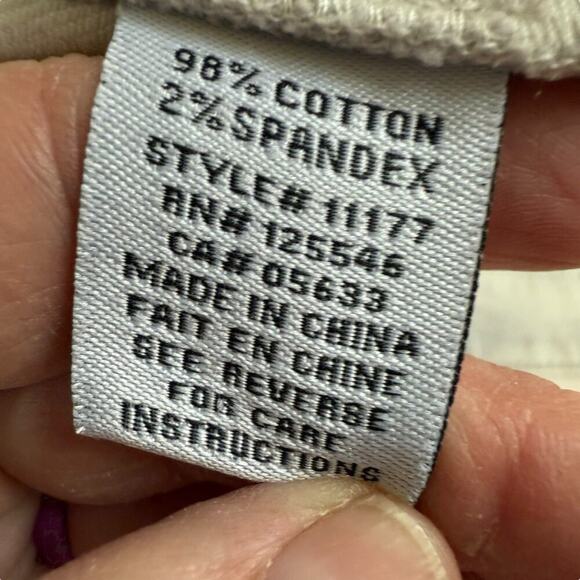 98% COTTON
2% SPANDEX
STYLE# 11177
RN# 125546
CA# 05633
MADE IN CHINA
FAIT EN CHINE
SEE REVERSE
FOR CARE
INSTRUCTIONS